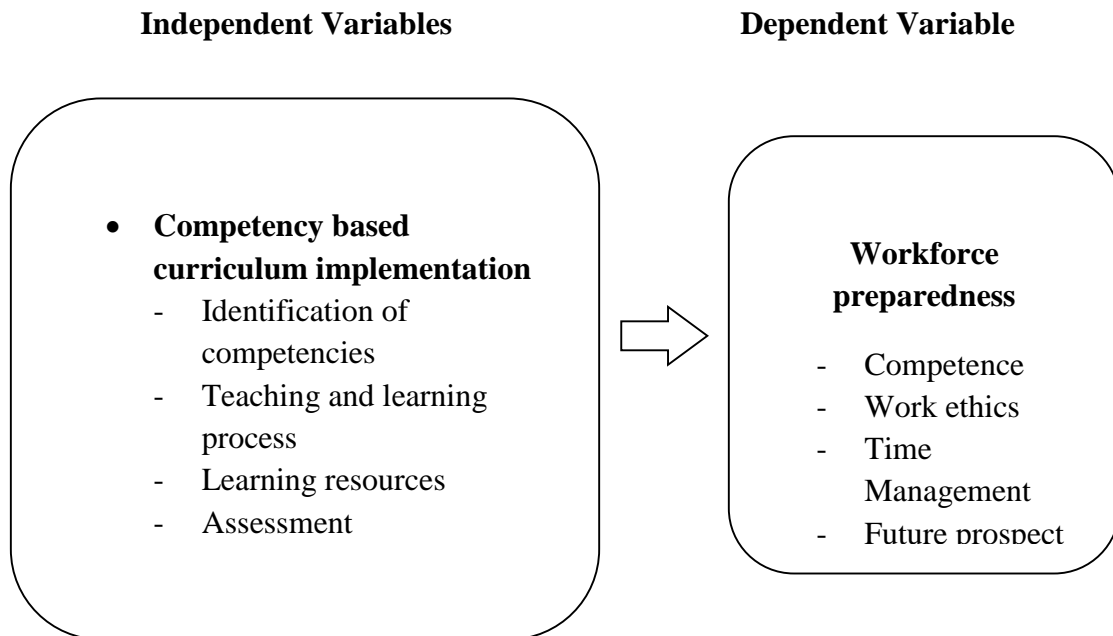 Independent Variables
Dependent Variable
• Competency based
curriculum implementation
- Identification of
competencies
- Teaching and learning
process
- Learning resources
- Assessment
Workforce
preparedness
- Competence
- Work ethics
- Time
Management
- Future prospect